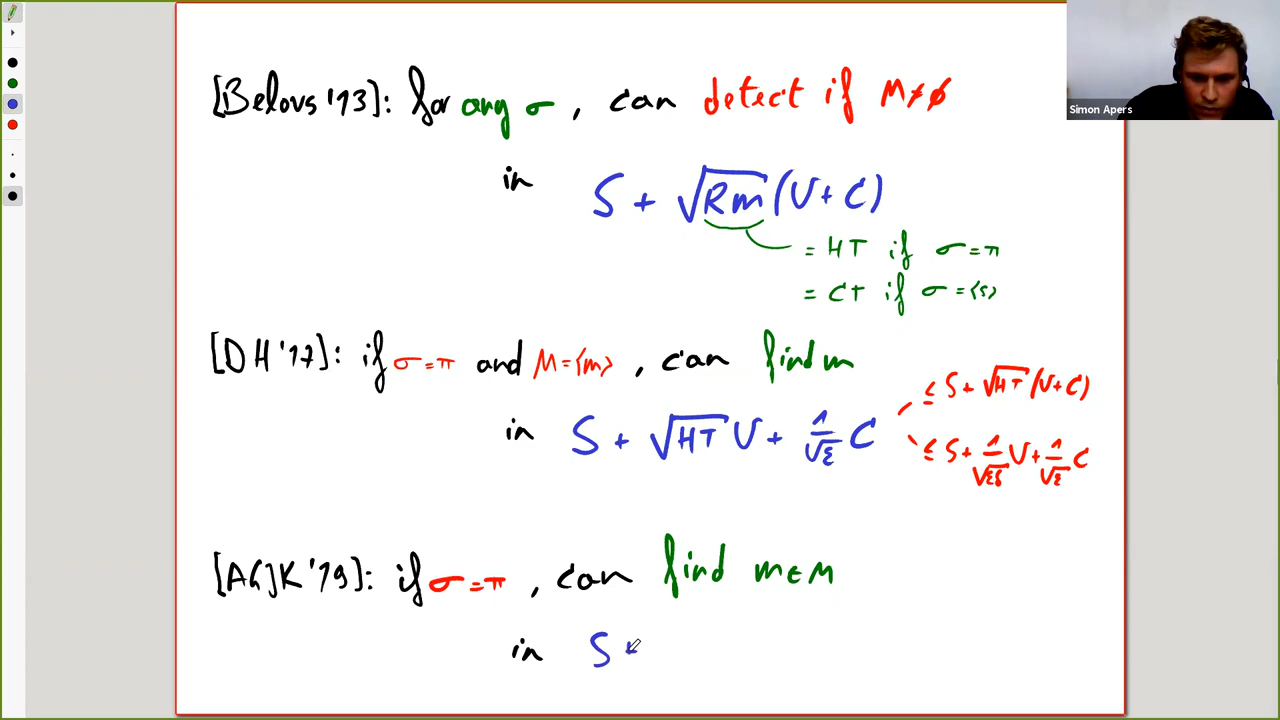 [Belovs '13]: for any σ, can detect if M≠∅
in S + √Rm (U + C)
= HT if σ=π
= CT if σ={s}
[DH '17]: if σ=π and M={m}, can find m
in S + √HT U + 1/√ε C
≤ S + √HT (U+C)
≤ S + 1/√εδ U + 1/√ε C
[AGJK '19]: if σ=π, can find m∈M
in S +
Simon Apers